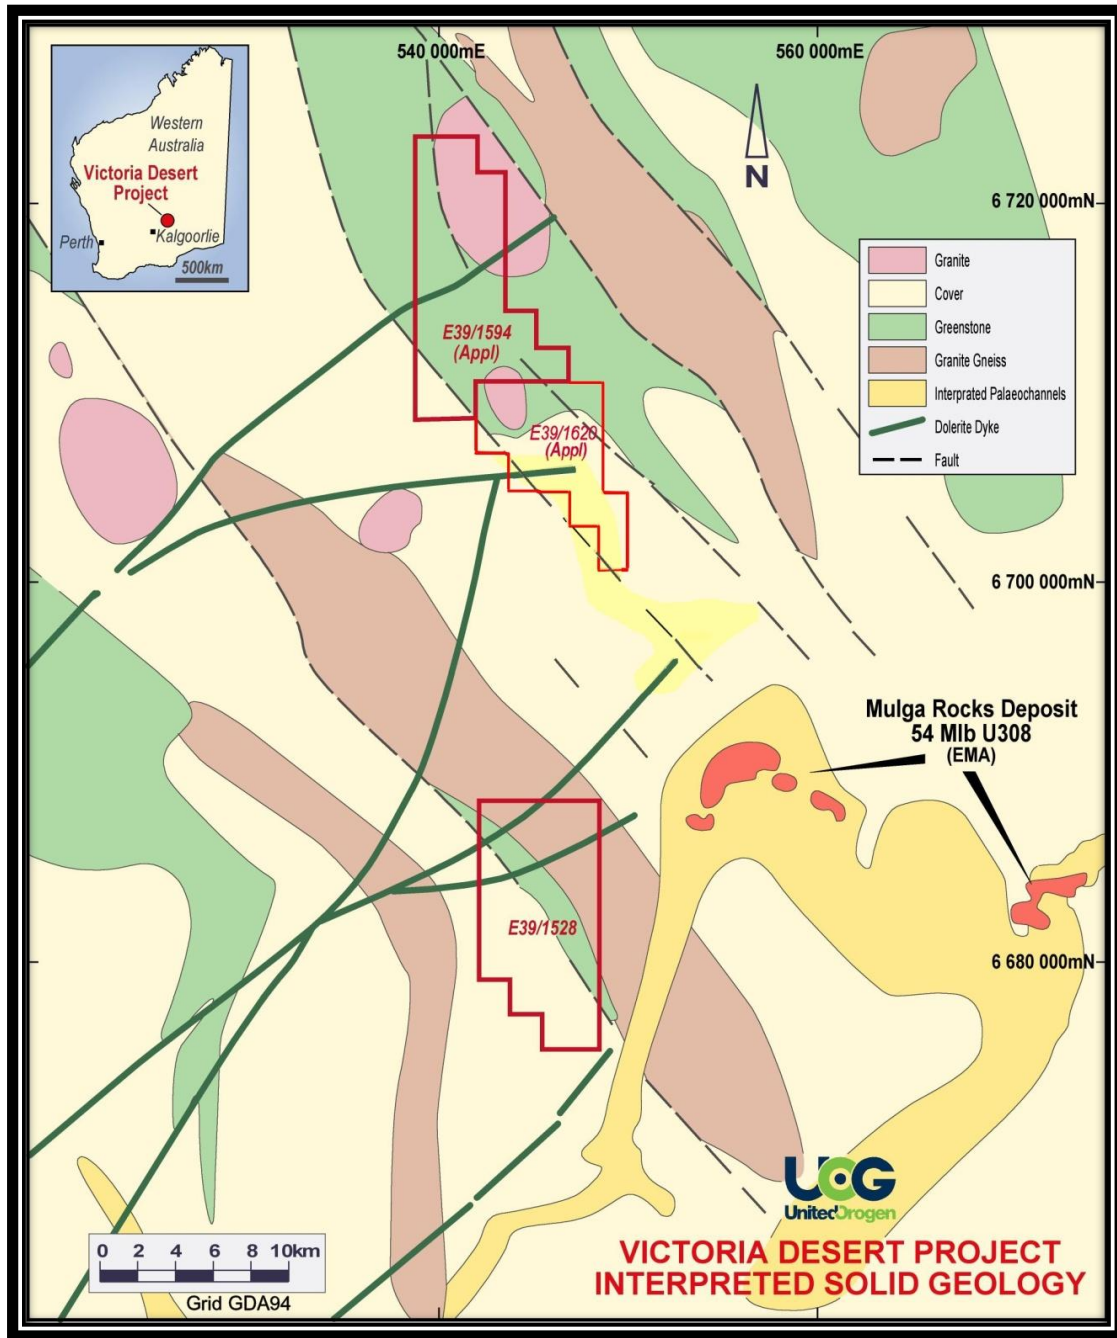 540 000mE
560 000mE
Western
Australia
Victoria Desert
Project
Perth
Kalgoorlie
500km
N
6 720 000mN
Granite
Cover
Greenstone
Granite Gneiss
Interprated Palaeochannels
Dolerite Dyke
Fault
E39/1594
(Appl)
E39/1620
(Appl)
6 700 000mN
Mulga Rocks Deposit
54 Mlb U308
(EMA)
E39/1528
6 680 000mN
UOG
UnitedOrogen
VICTORIA DESERT PROJECT
INTERPRETED SOLID GEOLOGY
0 2 4 6 8 10km
Grid GDA94